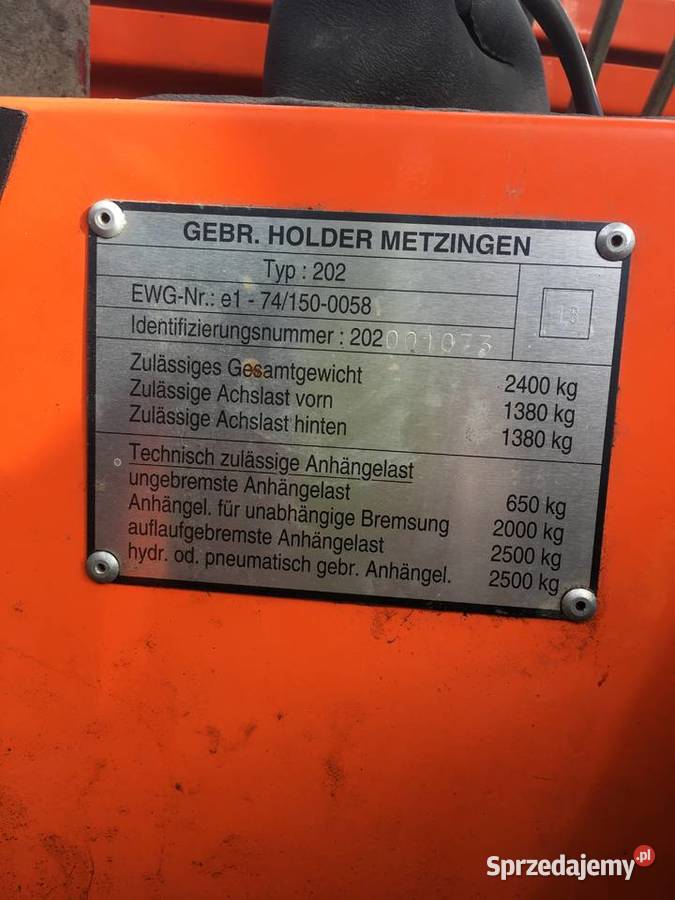 GEBR. HOLDER METZINGEN
Typ : 202
EWG-Nr.: e1 - 74/150-0058
Identifizierungsnummer : 202 001073
18
Zulässiges Gesamtgewicht 2400 kg
Zulässige Achslast vorn 1380 kg
Zulässige Achslast hinten 1380 kg
Technisch zulässige Anhängelast
ungebremste Anhängelast 650 kg
Anhängel. für unabhängige Bremsung 2000 kg
auflaufgebremste Anhängelast 2500 kg
hydr. od. pneumatisch gebr. Anhängel. 2500 kg
Sprzedajemy.pl